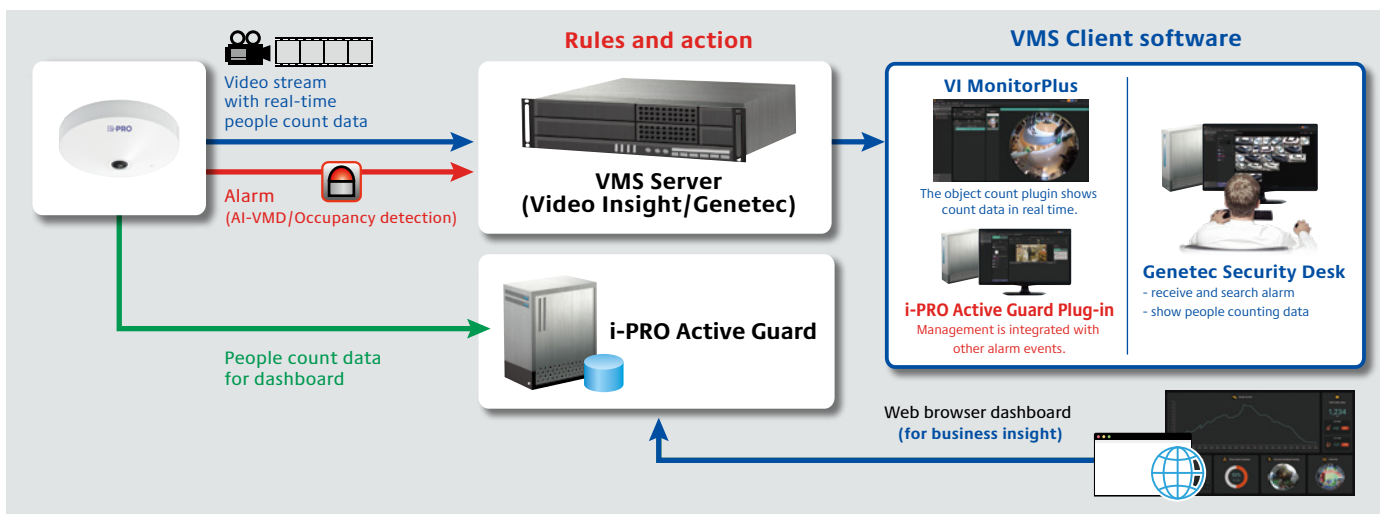 i-PRO
Video stream
with real-time
people count data
Alarm
(AI-VMD/Occupancy detection)
People count data
for dashboard
Rules and action
VMS Server
(Video Insight/Genetec)
i-PRO Active Guard
VMS Client software
VI MonitorPlus
The object count plugin shows
count data in real time.
i-PRO Active Guard Plug-in
Management is integrated with
other alarm events.
Genetec Security Desk
- receive and search alarm
- show people counting data
Web browser dashboard
(for business insight)
1,234